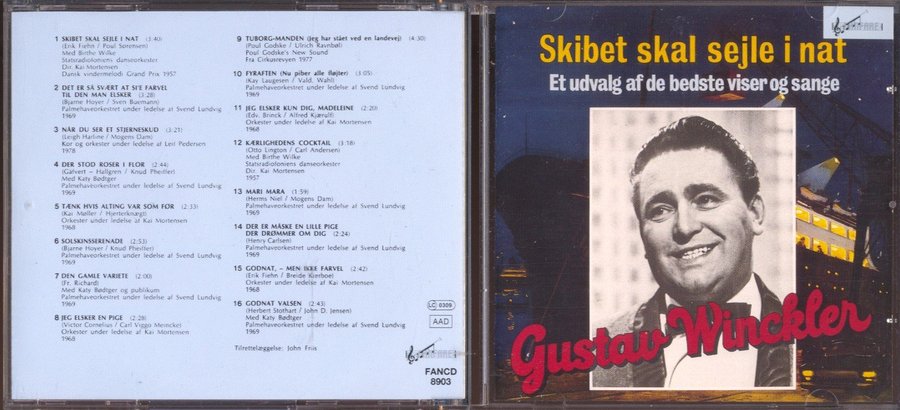 1 SKIBET SKAL SEJLE I NAT (3:40)
(Erik Fiehn / Poul Sørensen)
Med Birthe Wilke
Statsradiofoniens danseorkester
Dir. Kai Mortensen
Dansk vindermelodi Grand Prix 1957
2 DET ER SÅ SVÆRT AT SI'E FARVEL
TIL DEN MAN ELSKER (3:28)
(Bjarne Hoyer / Sven Buemann)
Palmehaveorkestret under ledelse af Svend Lundvig
1969
3 NÅR DU SER ET STJERNESKUD (3:21)
(Leigh Harline / Mogens Dam)
Kor og orkester under ledelse af Leif Pedersen
1978
4 DER STOD ROSER I FLOR (2:44)
(Gälvert - Hallgren / Knud Pheiffer)
Med Katy Bødtger
Palmehaveorkestret under ledelse af Svend Lundvig
1969
5 TÆNK HVIS ALTING VAR SOM FØR (2:33)
(Kai Møller / Hjerterknægt)
Orkester under ledelse af Kai Mortensen
1968
6 SOLSKINSSERENADE (2:53)
(Bjarne Hoyer / Knud Pheiffer)
Palmehaveorkestret under ledelse af Svend Lundvig
1969
7 DEN GAMLE VARIETE (2:00)
(Fr. Richard)
Med Katy Bødtger og publikum
Palmehaveorkestret under ledelse af Svend Lundvig
1969
8 JEG ELSKER EN PIGE (2:28)
(Victor Cornelius / Carl Viggo Meincke)
Orkester under ledelse af Kai Mortensen
1968
9 TUBORG-MANDEN (Jeg har stået ved en landevej) (4:30)
(Poul Godske / Ulrich Ravnbøl)
Poul Godske's New Sound
Fra Cirkusrevyen 1977
10 FYRAFTEN (Nu piber alle fløjter) (3:05)
(Kay Laugesen / Vald. Wahl)
Palmehaveorkestret under ledelse af Svend Lundvig
1969
11 JEG ELSKER KUN DIG, MADELEINE (2:20)
(Edv. Brinck / Alfred Kjærulf)
Orkester under ledelse af Kai Mortensen
1968
12 KÆRLIGHEDENS COCKTAIL (3:18)
(Otto Lington / Carl Andersen)
Med Birthe Wilke
Statsradiofoniens danseorkester
Dir. Kai Mortensen
1957
13 MARI MARA (1:59)
(Herms Niel / Mogens Dam)
Palmehaveorkestret under ledelse af Svend Lundvig
1969
14 DER ER MÅSKE EN LILLE PIGE
DER DRØMMER OM DIG (2:24)
(Henry Carlsen)
Palmehaveorkestret under ledelse af Svend Lundvig
1969
15 GODNAT, - MEN IKKE FARVEL (2:42)
(Erik Fiehn / Breide Kierboe)
Orkester under ledelse af Kai Mortensen
1968
16 GODNAT VALSEN (2:43)
(Herbert Stothart / John D. Jensen)
Med Katy Bødtger
Palmehaveorkestret under ledelse af Svend Lundvig
1969
Tilrettelæggelse: John Friis
LC 0309
AAD
FANFARE
FANCD
8903
FANFARE
Skibet skal sejle i nat
Et udvalg af de bedste viser og sange
Gustav Winckler